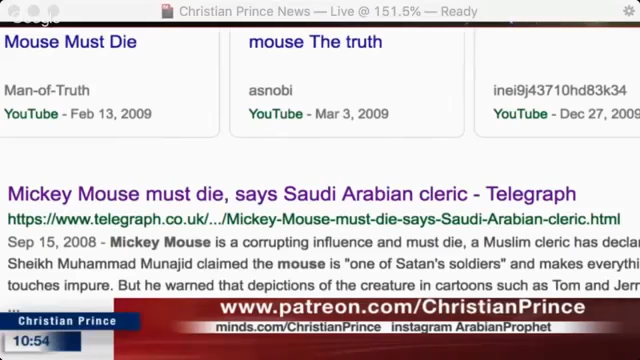 Christian Prince News — Live @ 151.5% — Ready
Google
Mouse Must Die
mouse The truth
Man-of-Truth
asnobi
inei9j43710hd83k34
YouTube - Feb 13, 2009
YouTube - Mar 3, 2009
YouTube - Dec 27, 2009
Mickey Mouse must die, says Saudi Arabian cleric - Telegraph
https://www.telegraph.co.uk/.../Mickey-Mouse-must-die-says-Saudi-Arabian-cleric.html
Sep 15, 2008 - Mickey Mouse is a corrupting influence and must die, a Muslim cleric has declar
Sheikh Muhammad Munajid claimed the mouse is "one of Satan's soldiers" and makes everythi
touches impure. But he warned that depictions of the creature in cartoons such as Tom and Jerr
...
www.patreon.com/ChristianPrince
Christian Prince
minds.com/ChristianPrince instagram ArabianProphet
10:54